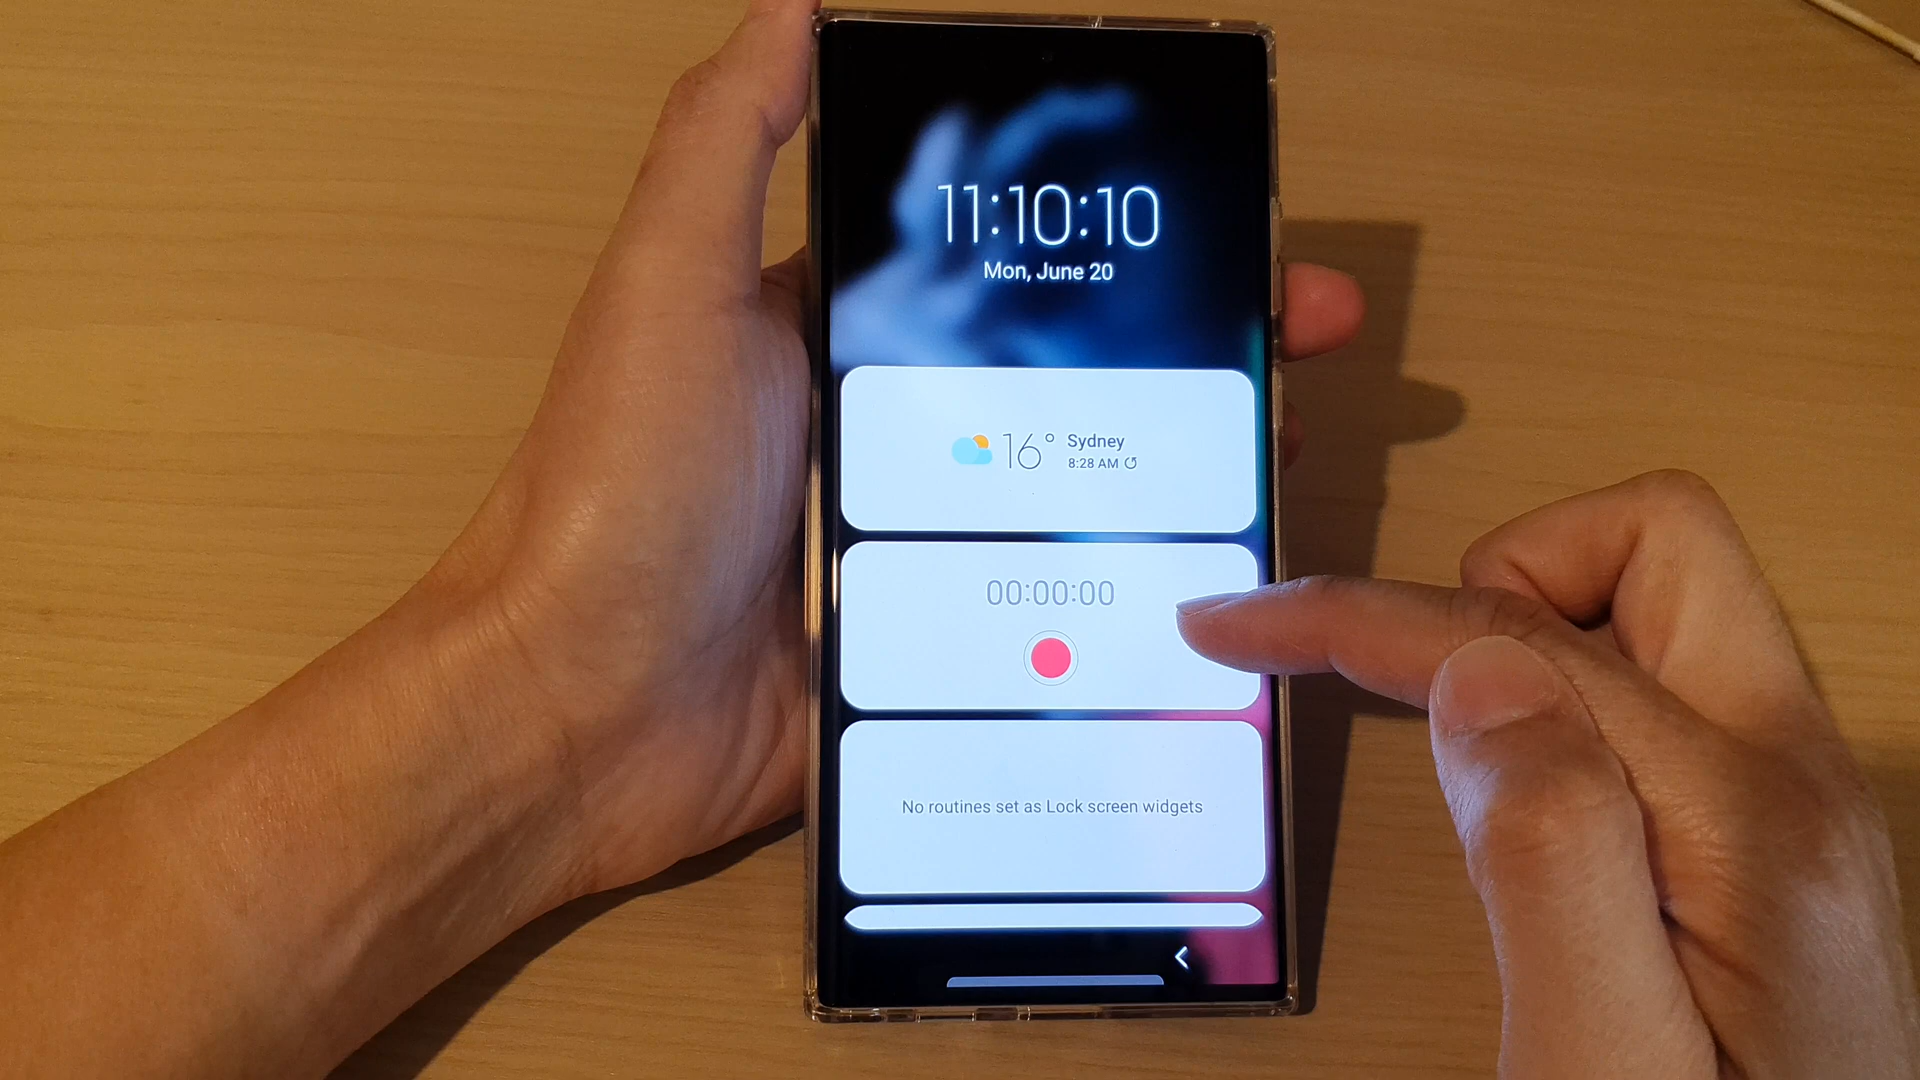 11:10:10
Mon, June 20
16°
Sydney
8:28 AM
00:00:00
No routines set as Lock screen widgets